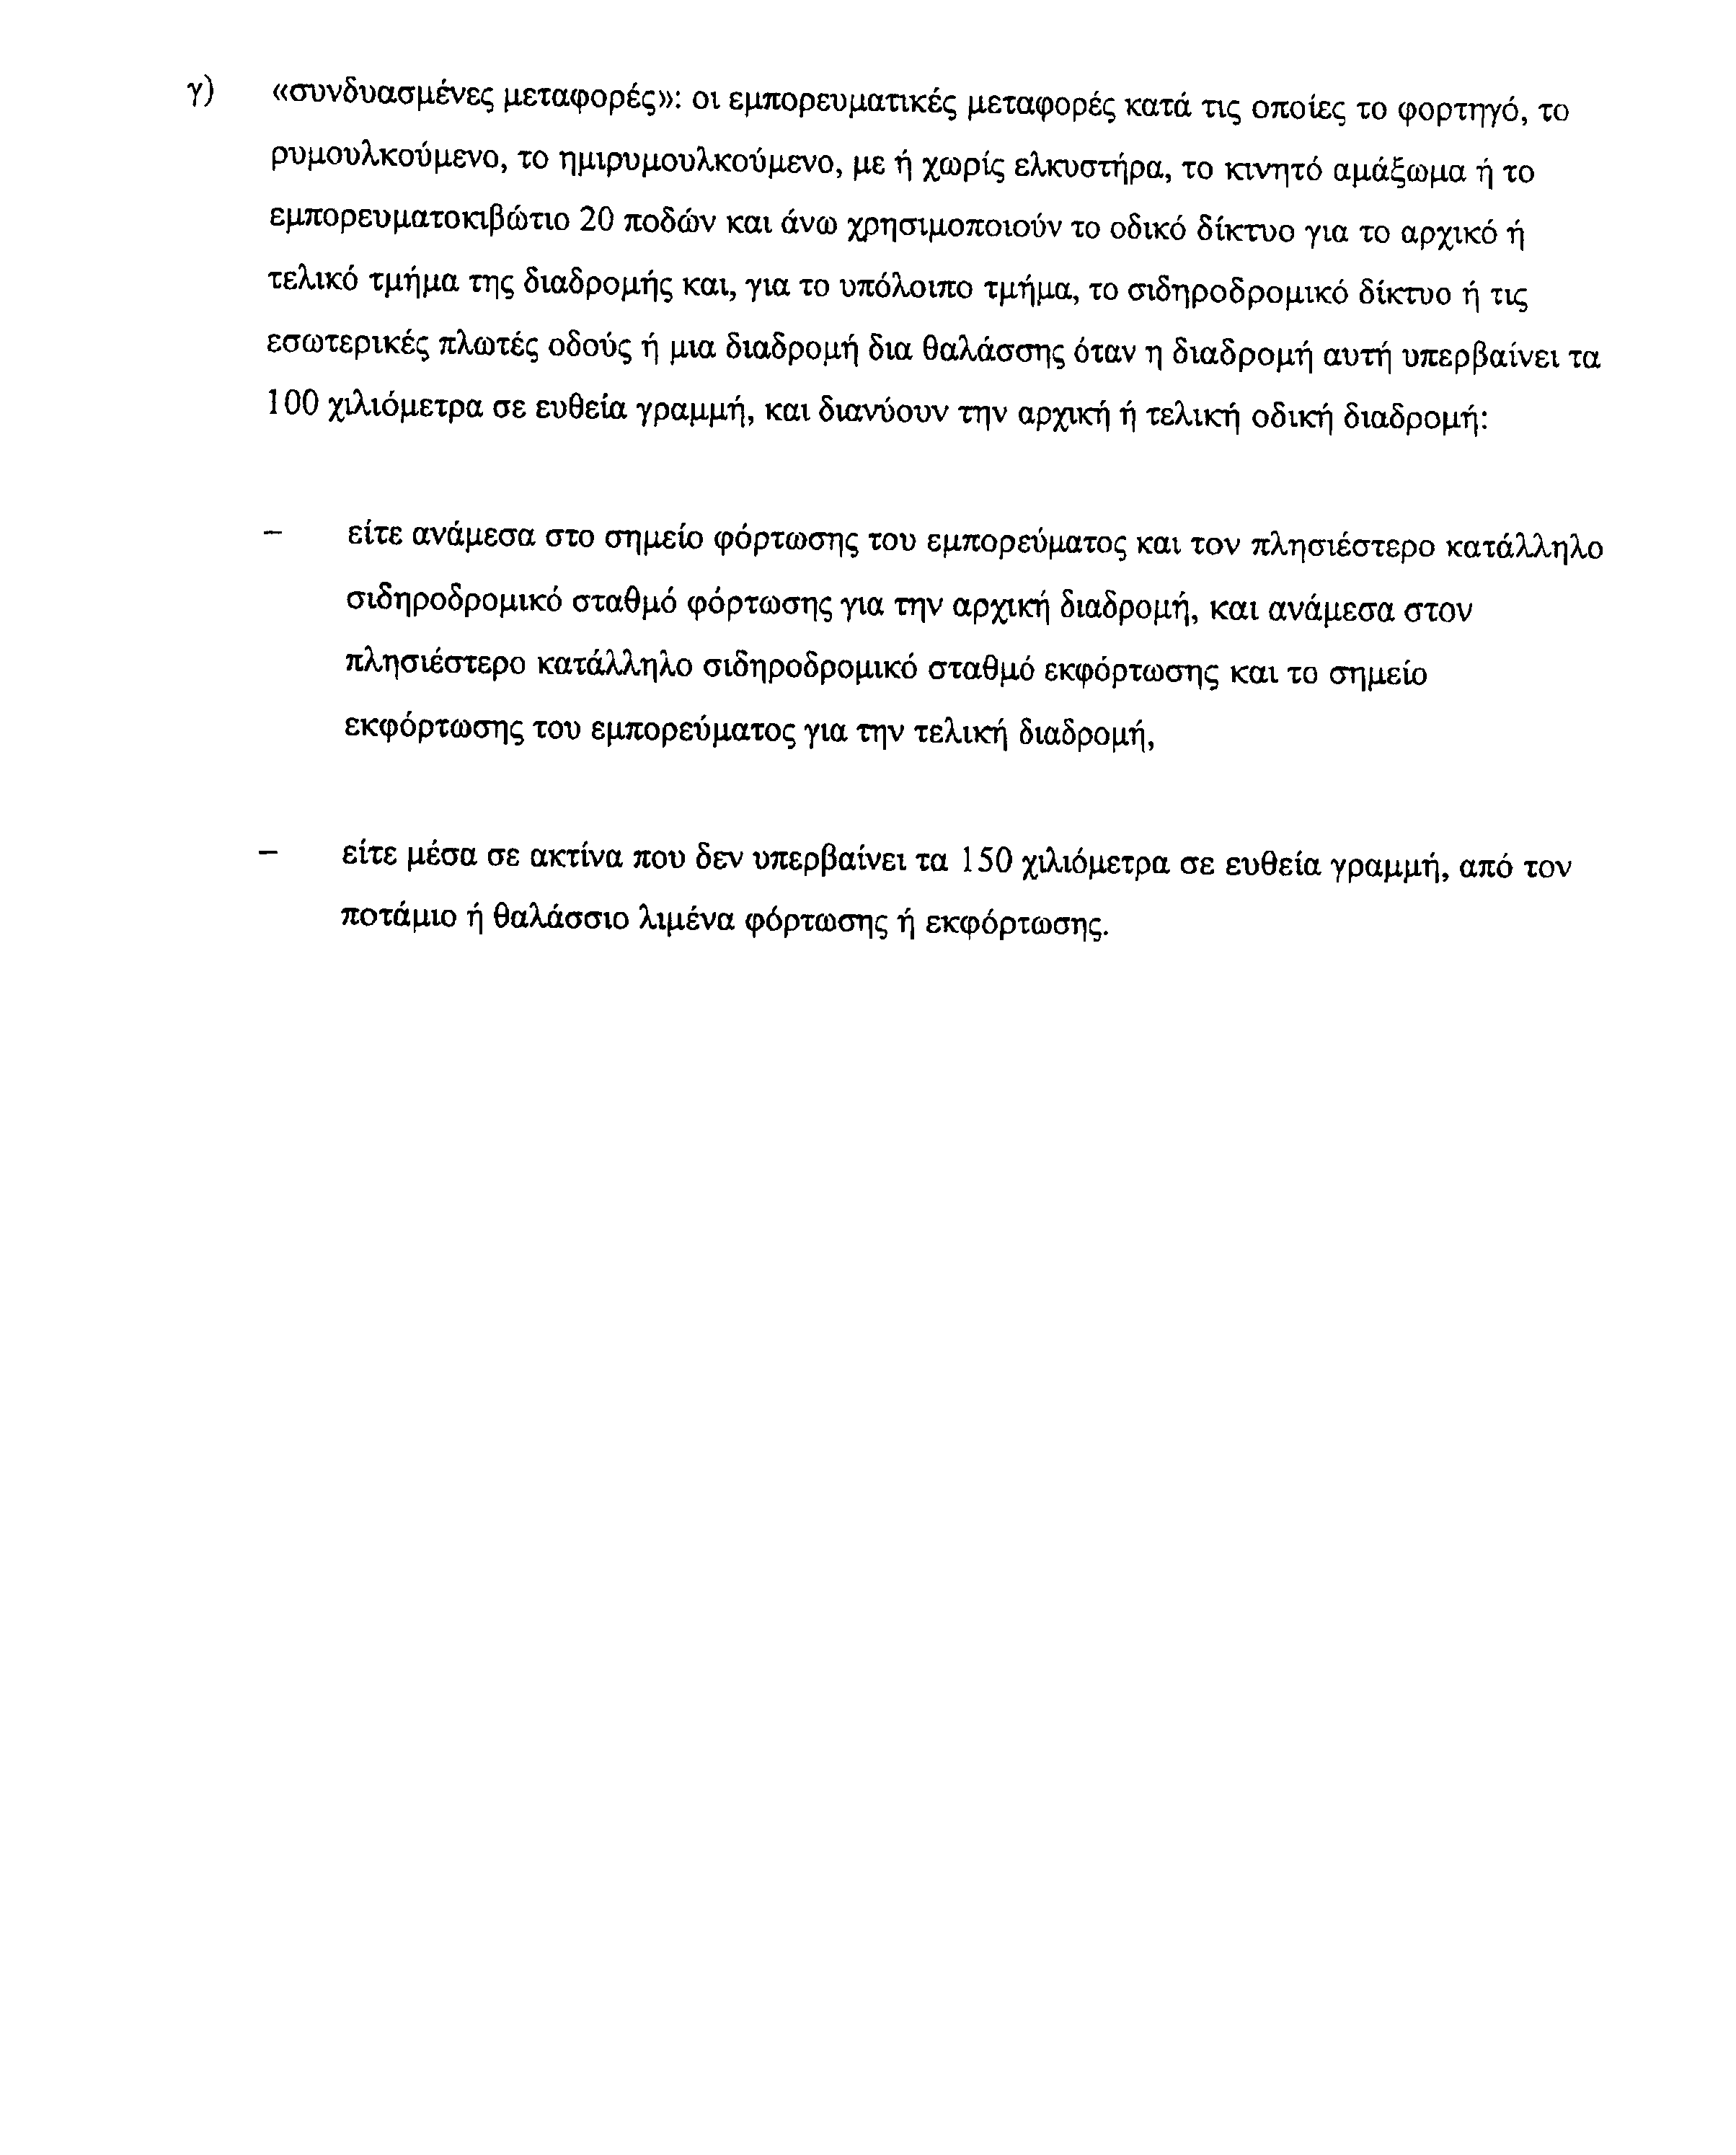 γ) «συνδυασμένες μεταφορές»: οι εμπορευματικές μεταφορές κατά τις οποίες το φορτηγό, το
ρυμουλκούμενο, το ημιρυμουλκούμενο, με ή χωρίς ελκυστήρα, το κινητό αμάξωμα ή το
εμπορευματοκιβώτιο 20 ποδών και άνω χρησιμοποιούν το οδικό δίκτυο για το αρχικό ή
τελικό τμήμα της διαδρομής και, για το υπόλοιπο τμήμα, το σιδηροδρομικό δίκτυο ή τις
εσωτερικές πλωτές οδούς ή μια διαδρομή δια θαλάσσης όταν η διαδρομή αυτή υπερβαίνει τα
100 χιλιόμετρα σε ευθεία γραμμή, και διανύουν την αρχική ή τελική οδική διαδρομή:
– είτε ανάμεσα στο σημείο φόρτωσης του εμπορεύματος και τον πλησιέστερο κατάλληλο
σιδηροδρομικό σταθμό φόρτωσης για την αρχική διαδρομή, και ανάμεσα στον
πλησιέστερο κατάλληλο σιδηροδρομικό σταθμό εκφόρτωσης και το σημείο
εκφόρτωσης του εμπορεύματος για την τελική διαδρομή,
– είτε μέσα σε ακτίνα που δεν υπερβαίνει τα 150 χιλιόμετρα σε ευθεία γραμμή, από τον
ποτάμιο ή θαλάσσιο λιμένα φόρτωσης ή εκφόρτωσης.